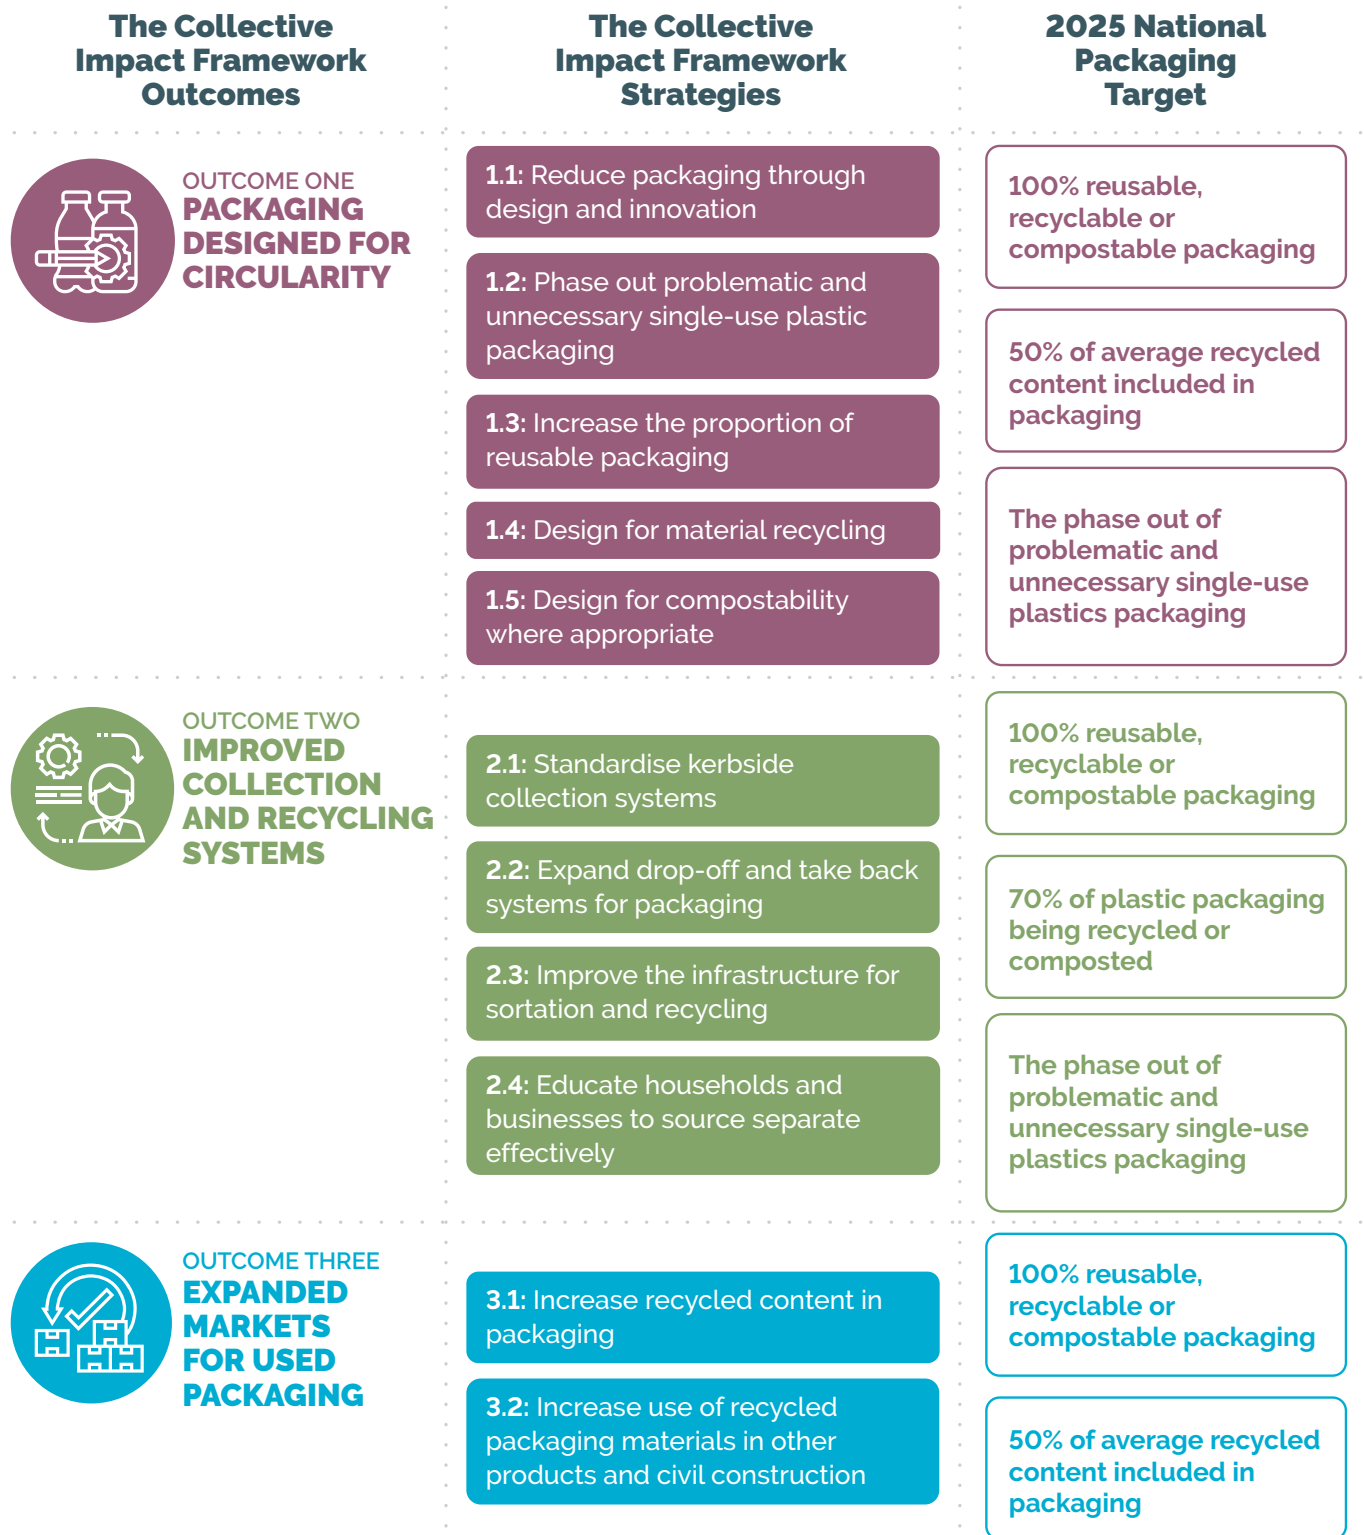 The Collective
Impact Framework
Outcomes
The Collective
Impact Framework
Strategies
2025 National
Packaging
Target
OUTCOME ONE
PACKAGING
DESIGNED FOR
CIRCULARITY
1.1: Reduce packaging through
design and innovation
1.2: Phase out problematic and
unnecessary single-use plastic
packaging
1.3: Increase the proportion of
reusable packaging
1.4: Design for material recycling
1.5: Design for compostability
where appropriate
100% reusable,
recyclable or
compostable packaging
50% of average recycled
content included in
packaging
The phase out of
problematic and
unnecessary single-use
plastics packaging
OUTCOME TWO
IMPROVED
COLLECTION
AND RECYCLING
SYSTEMS
2.1: Standardise kerbside
collection systems
2.2: Expand drop-off and take back
systems for packaging
2.3: Improve the infrastructure for
sortation and recycling
2.4: Educate households and
businesses to source separate
effectively
100% reusable,
recyclable or
compostable packaging
70% of plastic packaging
being recycled or
composted
The phase out of
problematic and
unnecessary single-use
plastics packaging
OUTCOME THREE
EXPANDED
MARKETS
FOR USED
PACKAGING
3.1: Increase recycled content in
packaging
3.2: Increase use of recycled
packaging materials in other
products and civil construction
100% reusable,
recyclable or
compostable packaging
50% of average recycled
content included in
packaging